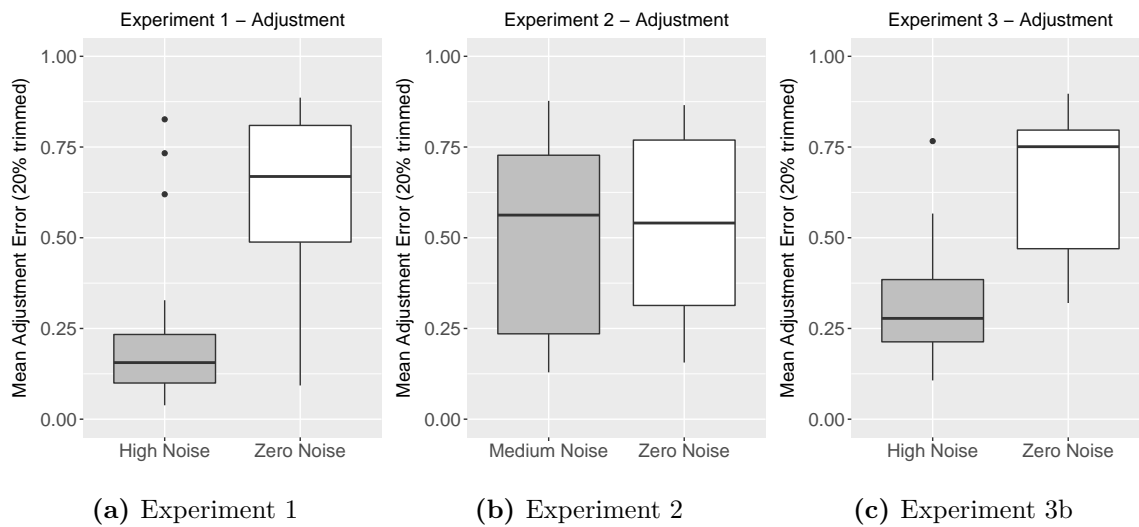 Experiment 1 − Adjustment
Mean Adjustment Error (20% trimmed)
1.00
0.75
0.50
0.25
0.00
High Noise Zero Noise
(a) Experiment 1
Experiment 2 − Adjustment
Mean Adjustment Error (20% trimmed)
1.00
0.75
0.50
0.25
0.00
Medium Noise Zero Noise
(b) Experiment 2
Experiment 3 − Adjustment
Mean Adjustment Error (20% trimmed)
1.00
0.75
0.50
0.25
0.00
High Noise Zero Noise
(c) Experiment 3b